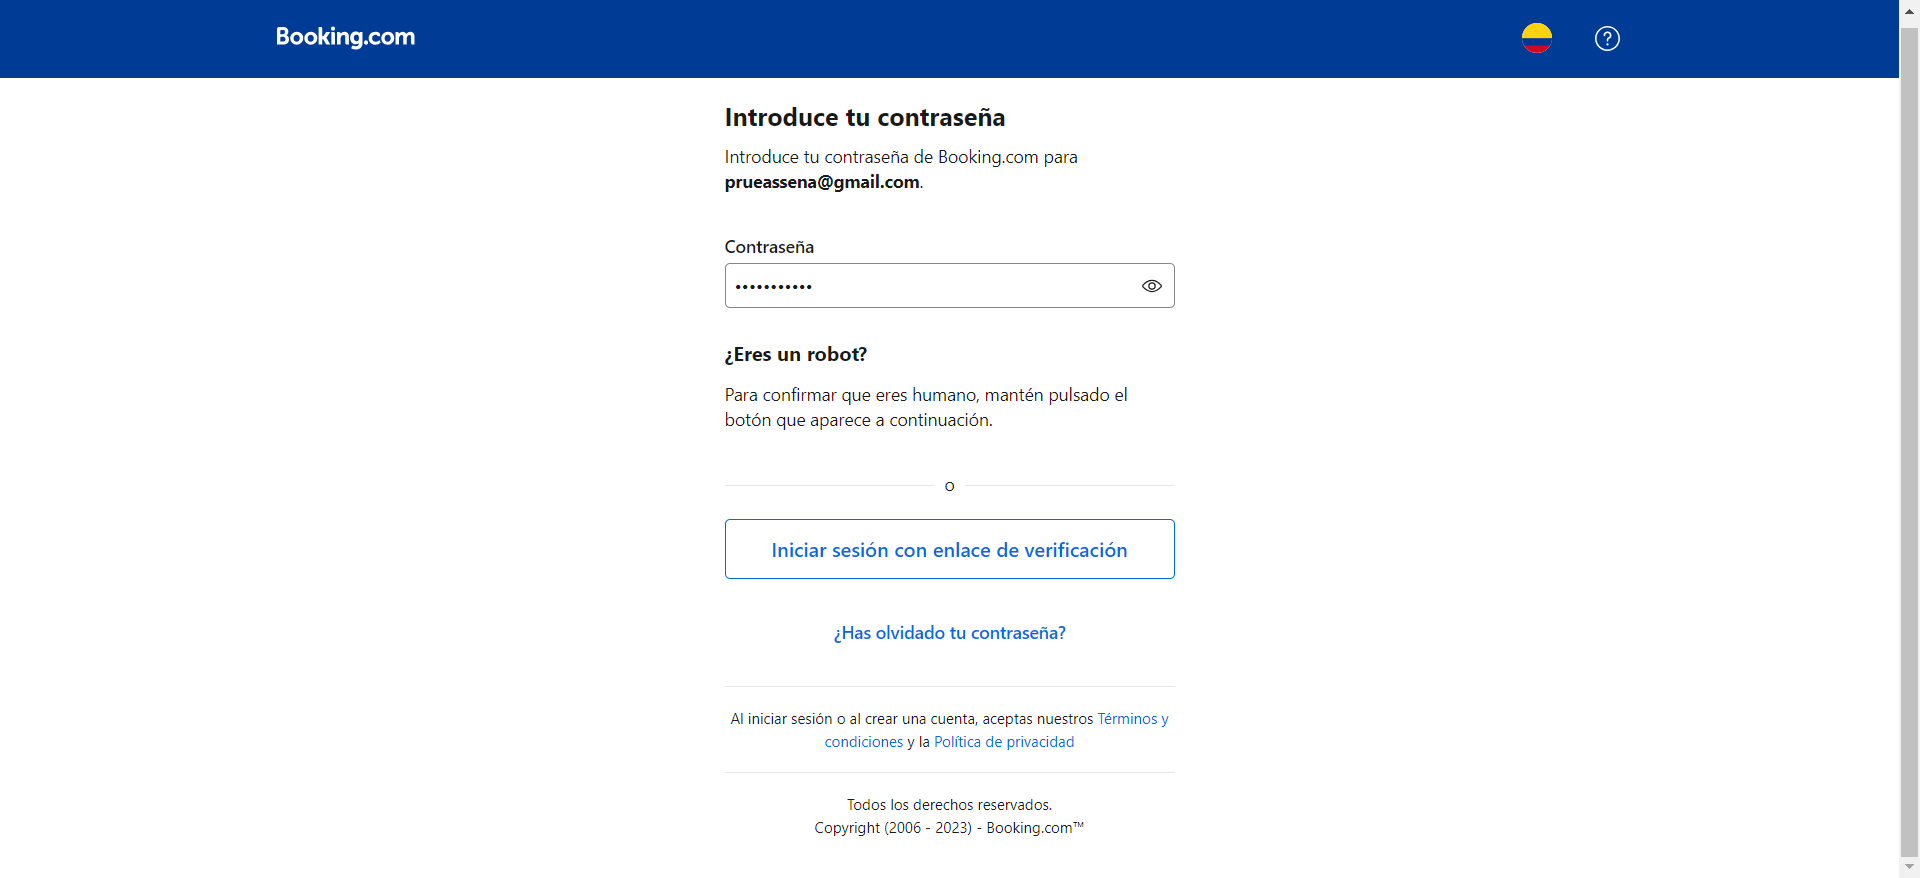 Booking.com
Introduce tu contraseña
Introduce tu contraseña de Booking.com para
prueassena@gmail.com.
Contraseña
•••••••••••
¿Eres un robot?
Para confirmar que eres humano, mantén pulsado el
botón que aparece a continuación.
O
Iniciar sesión con enlace de verificación
¿Has olvidado tu contraseña?
Al iniciar sesión o al crear una cuenta, aceptas nuestros Términos y
condiciones y la Política de privacidad
Todos los derechos reservados.
Copyright (2006 - 2023) - Booking.com™